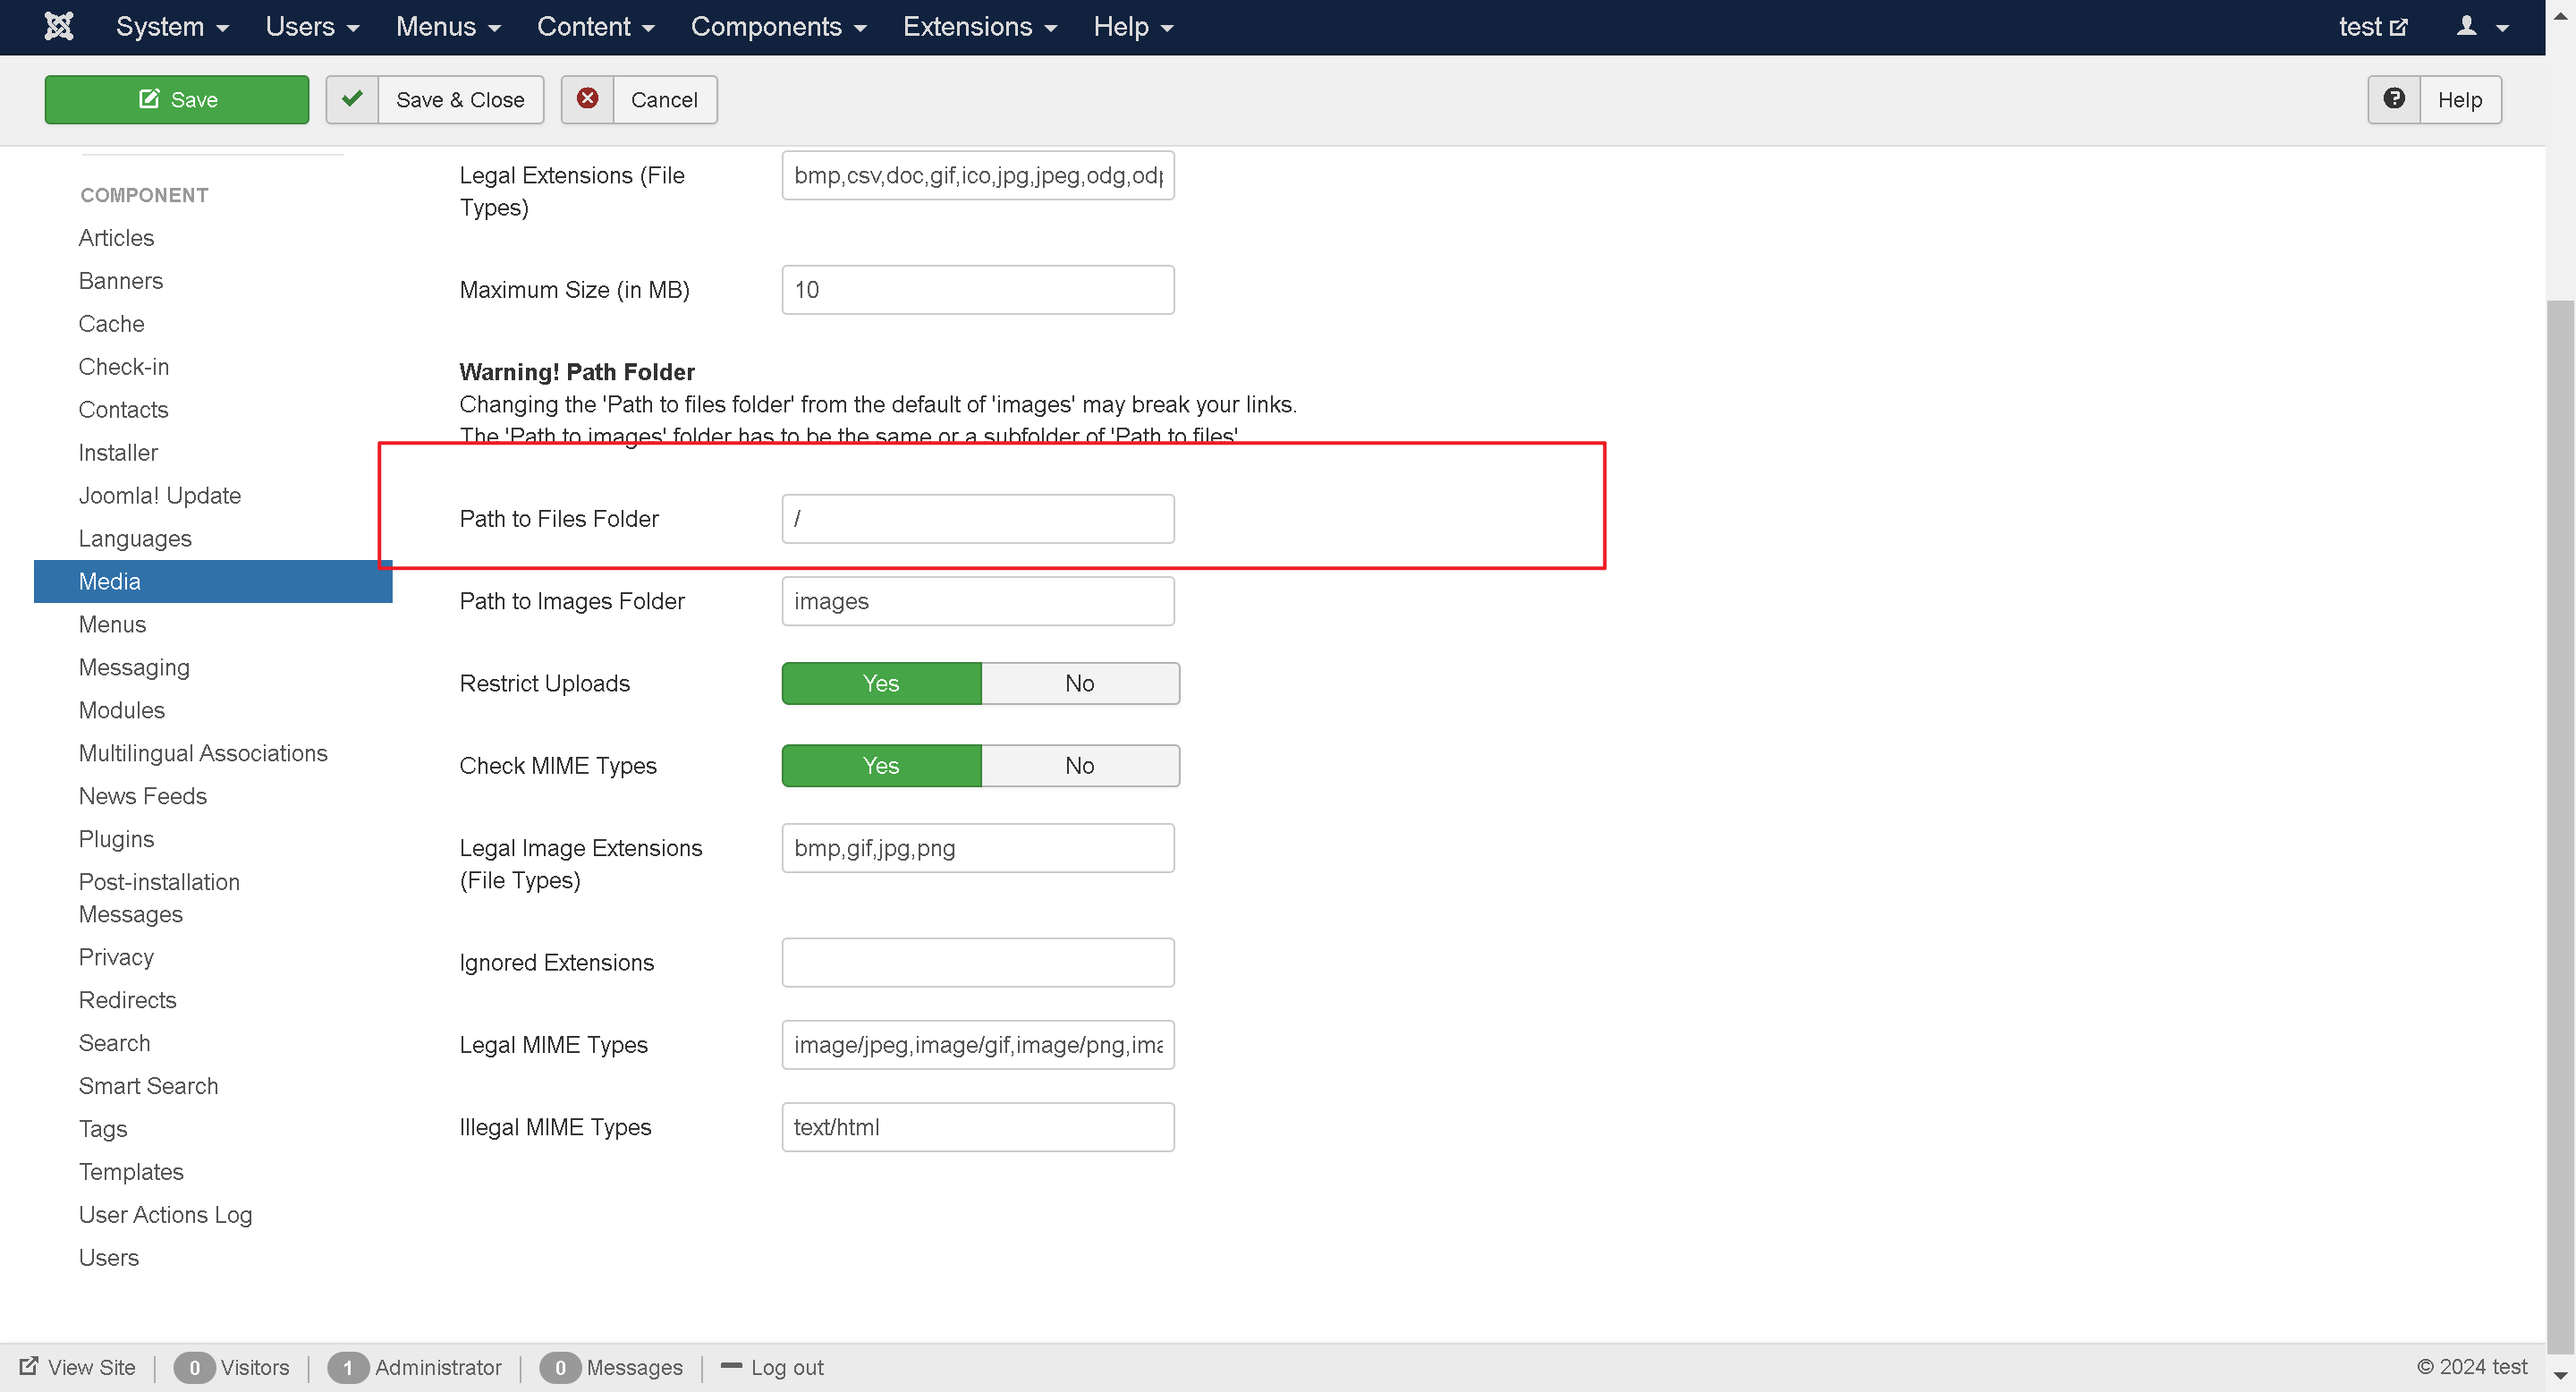 System Users Menus Content Components Extensions Help test
Save Save & Close Cancel Help
COMPONENT
Articles
Banners
Cache
Check-in
Contacts
Installer
Joomla! Update
Languages
Media
Menus
Messaging
Modules
Multilingual Associations
News Feeds
Plugins
Post-installation
Messages
Privacy
Redirects
Search
Smart Search
Tags
Templates
User Actions Log
Users
Legal Extensions (File
Types)
bmp,csv,doc,gif,ico,jpg,jpeg,odg,odp
Maximum Size (in MB) 10
Warning! Path Folder
Changing the 'Path to files folder' from the default of 'images' may break your links.
The 'Path to images' folder has to be the same or a subfolder of 'Path to files'
Path to Files Folder /
Path to Images Folder images
Restrict Uploads Yes No
Check MIME Types Yes No
Legal Image Extensions
(File Types)
bmp,gif,jpg,png
Ignored Extensions
Legal MIME Types image/jpeg,image/gif,image/png,ima
Illegal MIME Types text/html
View Site 0 Visitors 1 Administrator 0 Messages Log out © 2024 test